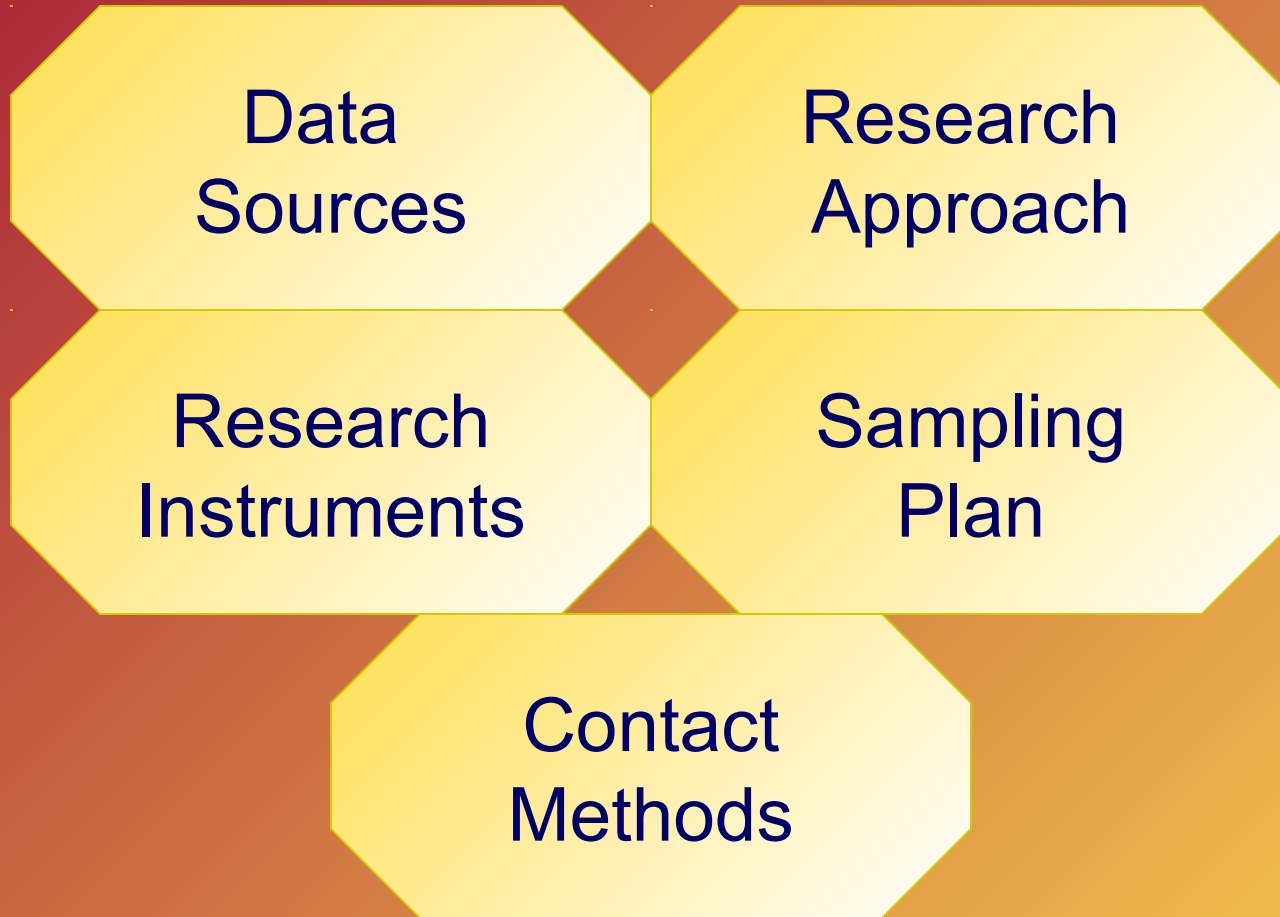 Data
Sources
Research
Approach
Research
Instruments
Sampling
Plan
Contact
Methods